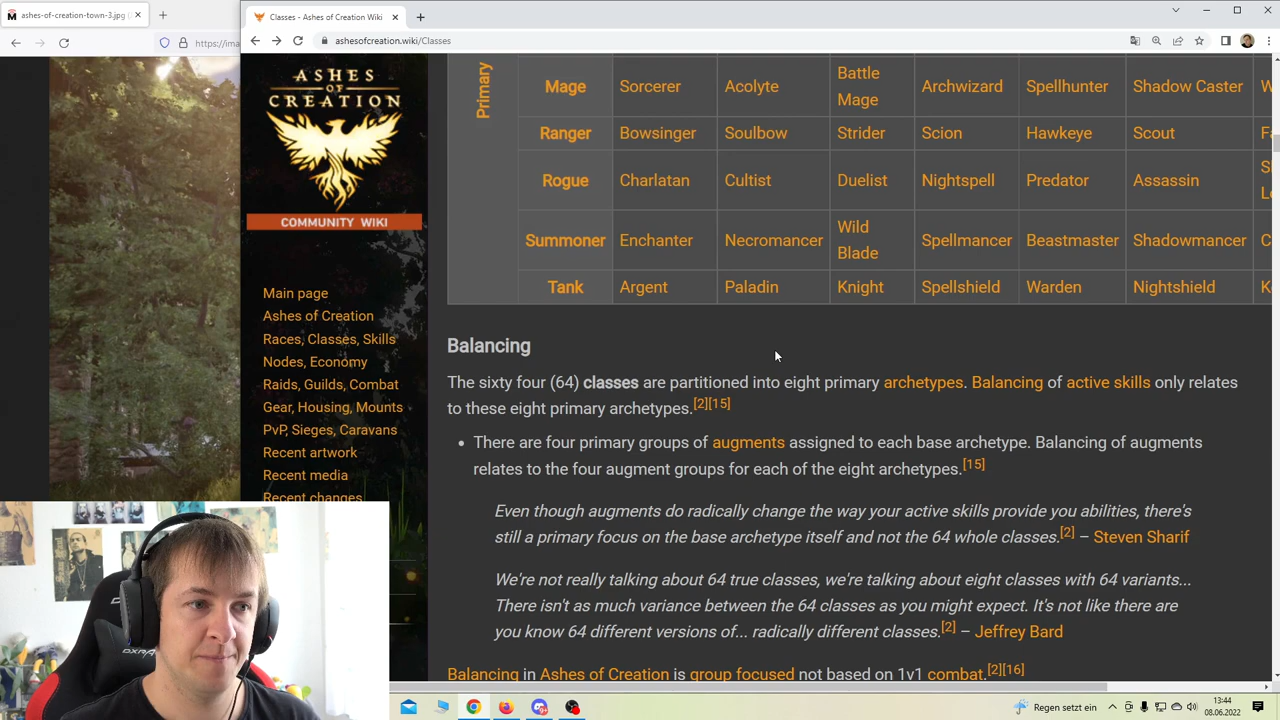 ashes-of-creation-town-3.jpg
Classes - Ashes of Creation Wiki
https://ima
ashesofcreation.wiki/Classes
ASHES
OF
CREATION
COMMUNITY WIKI
Main page
Ashes of Creation
Races, Classes, Skills
Nodes, Economy
Raids, Guilds, Combat
Gear, Housing, Mounts
PvP, Sieges, Caravans
Recent artwork
Recent media
Recent changes
Primary
Mage Sorcerer Acolyte Battle Mage Archwizard Spellhunter Shadow Caster W
Ranger Bowsinger Soulbow Strider Scion Hawkeye Scout Fa
Rogue Charlatan Cultist Duelist Nightspell Predator Assassin
Summoner Enchanter Necromancer Wild Blade Spellmancer Beastmaster Shadowmancer C
Tank Argent Paladin Knight Spellshield Warden Nightshield
Balancing
The sixty four (64) classes are partitioned into eight primary archetypes. Balancing of active skills only relates
to these eight primary archetypes.[2][15]
• There are four primary groups of augments assigned to each base archetype. Balancing of augments
relates to the four augment groups for each of the eight archetypes.[15]
Even though augments do radically change the way your active skills provide you abilities, there's
still a primary focus on the base archetype itself and not the 64 whole classes.[2] – Steven Sharif
We're not really talking about 64 true classes, we're talking about eight classes with 64 variants...
There isn't as much variance between the 64 classes as you might expect. It's not like there are
you know 64 different versions of... radically different classes.[2] – Jeffrey Bard
Balancing in Ashes of Creation is group focused not based on 1v1 combat.[2][16]
DXRA
Regen setzt ein
13:44
08.06.2022